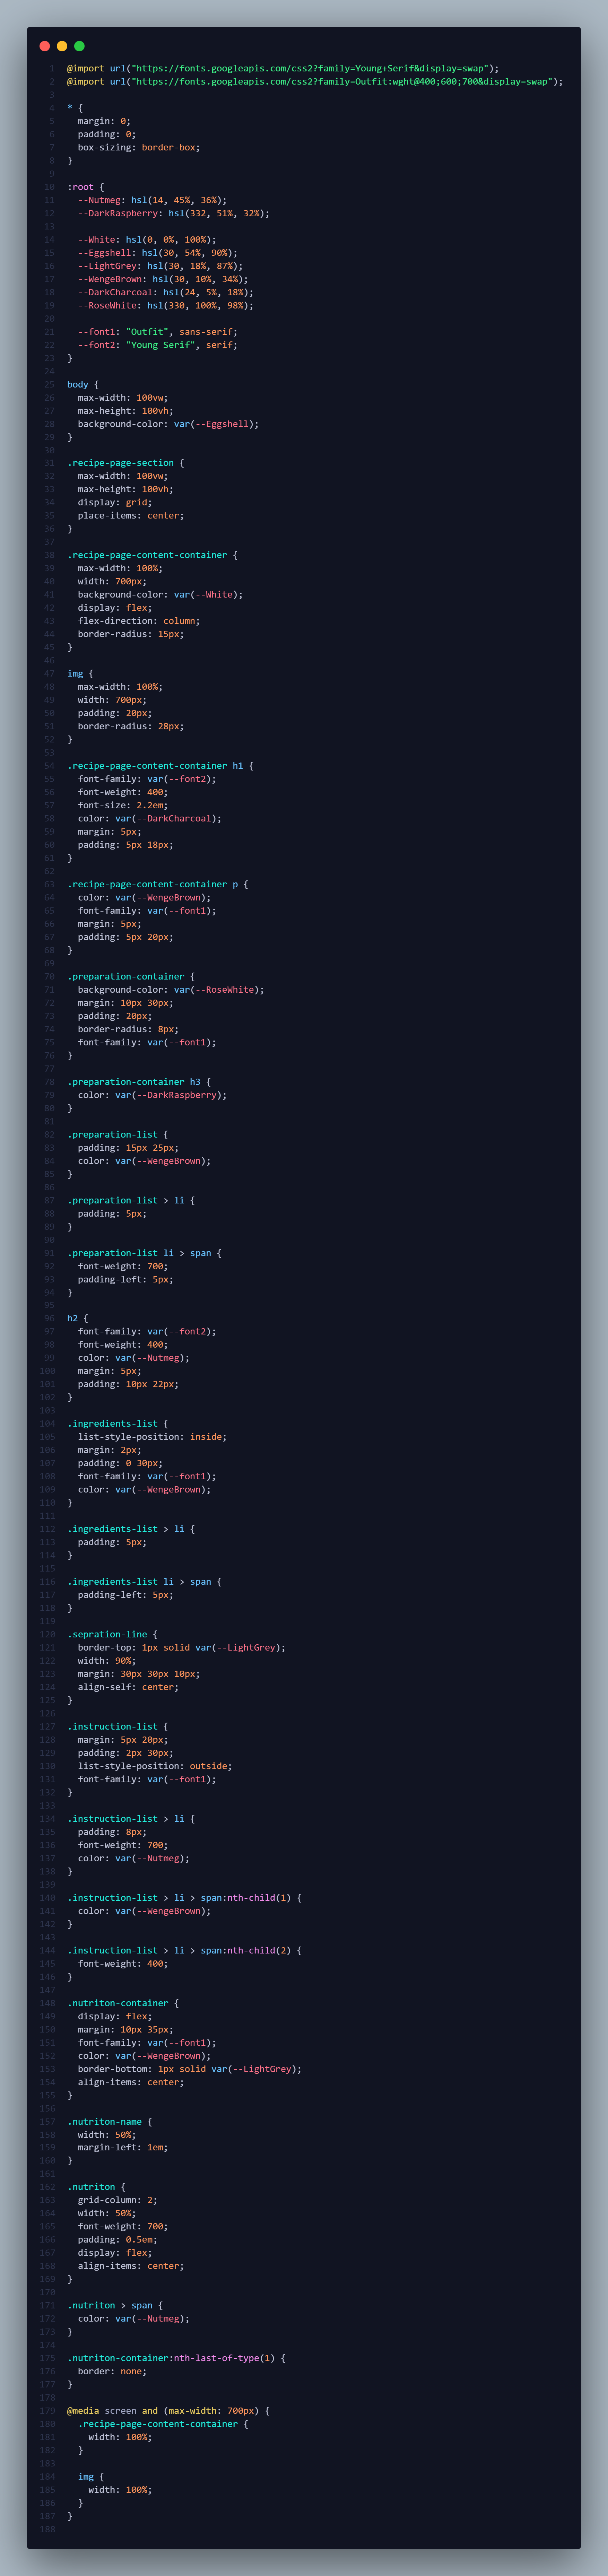 1 @import url("https://fonts.googleapis.com/css2?family=Young+Serif&display=swap");
2 @import url("https://fonts.googleapis.com/css2?family=Outfit:wght@400;600;700&display=swap");
3
4 * {
5   margin: 0;
6   padding: 0;
7   box-sizing: border-box;
8 }
9
10 :root {
11   --Nutmeg: hsl(14, 45%, 36%);
12   --DarkRaspberry: hsl(332, 51%, 32%);
13
14   --White: hsl(0, 0%, 100%);
15   --Eggshell: hsl(30, 54%, 90%);
16   --LightGrey: hsl(30, 18%, 87%);
17   --WengeBrown: hsl(30, 10%, 34%);
18   --DarkCharcoal: hsl(24, 5%, 18%);
19   --RoseWhite: hsl(330, 100%, 98%);
20
21   --font1: "Outfit", sans-serif;
22   --font2: "Young Serif", serif;
23 }
24
25 body {
26   max-width: 100vw;
27   max-height: 100vh;
28   background-color: var(--Eggshell);
29 }
30
31 .recipe-page-section {
32   max-width: 100vw;
33   max-height: 100vh;
34   display: grid;
35   place-items: center;
36 }
37
38 .recipe-page-content-container {
39   max-width: 100%;
40   width: 700px;
41   background-color: var(--White);
42   display: flex;
43   flex-direction: column;
44   border-radius: 15px;
45 }
46
47 img {
48   max-width: 100%;
49   width: 700px;
50   padding: 20px;
51   border-radius: 28px;
52 }
53
54 .recipe-page-content-container h1 {
55   font-family: var(--font2);
56   font-weight: 400;
57   font-size: 2.2em;
58   color: var(--DarkCharcoal);
59   margin: 5px;
60   padding: 5px 18px;
61 }
62
63 .recipe-page-content-container p {
64   color: var(--WengeBrown);
65   font-family: var(--font1);
66   margin: 5px;
67   padding: 5px 20px;
68 }
69
70 .preparation-container {
71   background-color: var(--RoseWhite);
72   margin: 10px 30px;
73   padding: 20px;
74   border-radius: 8px;
75   font-family: var(--font1);
76 }
77
78 .preparation-container h3 {
79   color: var(--DarkRaspberry);
80 }
81
82 .preparation-list {
83   padding: 15px 25px;
84   color: var(--WengeBrown);
85 }
86
87 .preparation-list > li {
88   padding: 5px;
89 }
90
91 .preparation-list li > span {
92   font-weight: 700;
93   padding-left: 5px;
94 }
95
96 h2 {
97   font-family: var(--font2);
98   font-weight: 400;
99   color: var(--Nutmeg);
100   margin: 5px;
101   padding: 10px 22px;
102 }
103
104 .ingredients-list {
105   list-style-position: inside;
106   margin: 2px;
107   padding: 0 30px;
108   font-family: var(--font1);
109   color: var(--WengeBrown);
110 }
111
112 .ingredients-list > li {
113   padding: 5px;
114 }
115
116 .ingredients-list li > span {
117   padding-left: 5px;
118 }
119
120 .sepration-line {
121   border-top: 1px solid var(--LightGrey);
122   width: 90%;
123   margin: 30px 30px 10px;
124   align-self: center;
125 }
126
127 .instruction-list {
128   margin: 5px 20px;
129   padding: 2px 30px;
130   list-style-position: outside;
131   font-family: var(--font1);
132 }
133
134 .instruction-list > li {
135   padding: 8px;
136   font-weight: 700;
137   color: var(--Nutmeg);
138 }
139
140 .instruction-list > li > span:nth-child(1) {
141   color: var(--WengeBrown);
142 }
143
144 .instruction-list > li > span:nth-child(2) {
145   font-weight: 400;
146 }
147
148 .nutriton-container {
149   display: flex;
150   margin: 10px 35px;
151   font-family: var(--font1);
152   color: var(--WengeBrown);
153   border-bottom: 1px solid var(--LightGrey);
154   align-items: center;
155 }
156
157 .nutriton-name {
158   width: 50%;
159   margin-left: 1em;
160 }
161
162 .nutriton {
163   grid-column: 2;
164   width: 50%;
165   font-weight: 700;
166   padding: 0.5em;
167   display: flex;
168   align-items: center;
169 }
170
171 .nutriton > span {
172   color: var(--Nutmeg);
173 }
174
175 .nutriton-container:nth-last-of-type(1) {
176   border: none;
177 }
178
179 @media screen and (max-width: 700px) {
180   .recipe-page-content-container {
181     width: 100%;
182   }
183
184   img {
185     width: 100%;
186   }
187 }
188